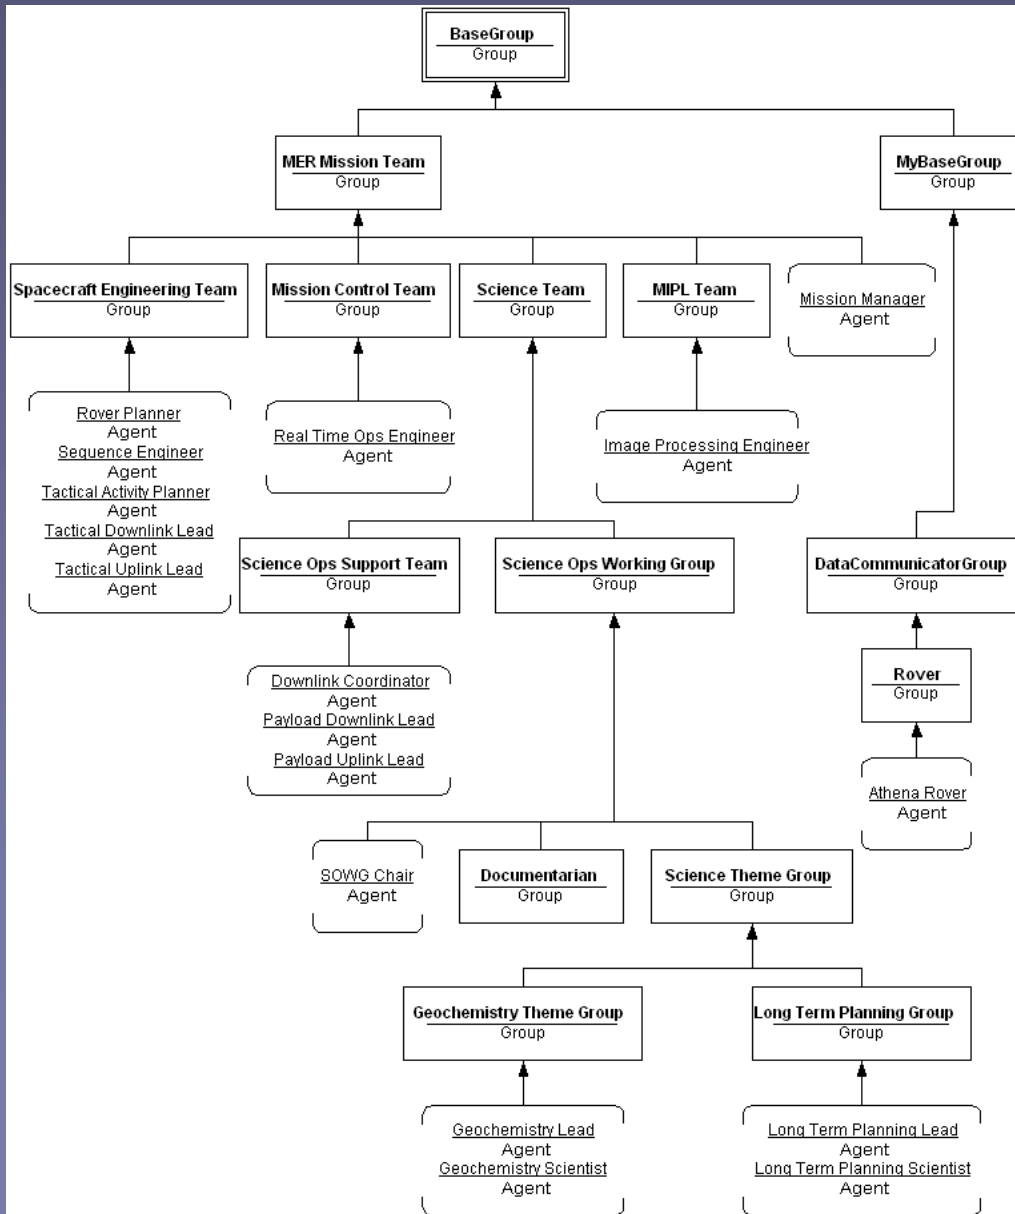 BaseGroup
Group
MER Mission Team
Group
MyBaseGroup
Group
Spacecraft Engineering Team
Group
Mission Control Team
Group
Science Team
Group
MIPL Team
Group
Mission Manager
Agent
Rover Planner
Agent
Sequence Engineer
Agent
Tactical Activity Planner
Agent
Tactical Downlink Lead
Agent
Tactical Uplink Lead
Agent
Real Time Ops Engineer
Agent
Image Processing Engineer
Agent
Science Ops Support Team
Group
Science Ops Working Group
Group
DataCommunicatorGroup
Group
Rover
Group
Downlink Coordinator
Agent
Payload Downlink Lead
Agent
Payload Uplink Lead
Agent
Athena Rover
Agent
SOWG Chair
Agent
Documentarian
Group
Science Theme Group
Group
Geochemistry Theme Group
Group
Long Term Planning Group
Group
Geochemistry Lead
Agent
Geochemistry Scientist
Agent
Long Term Planning Lead
Agent
Long Term Planning Scientist
Agent